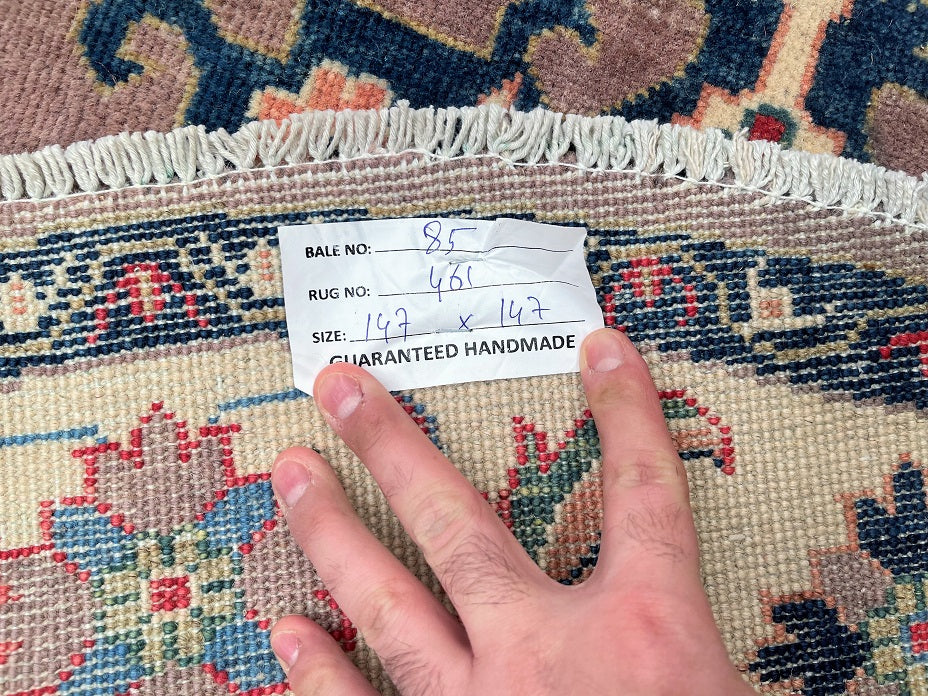 BALE NO: 85
RUG NO: 461
SIZE: 147 x 147
GUARANTEED HANDMADE